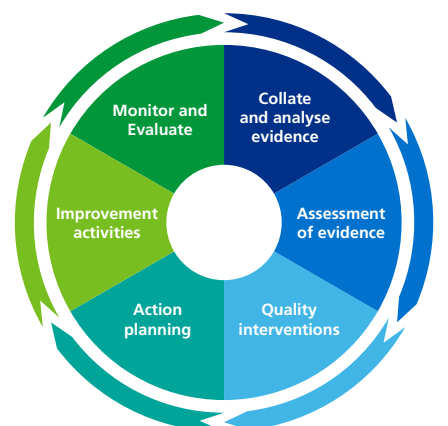 Collate
and analyse
evidence
Assessment
of evidence
Quality
interventions
Action
planning
Improvement
activities
Monitor and
Evaluate